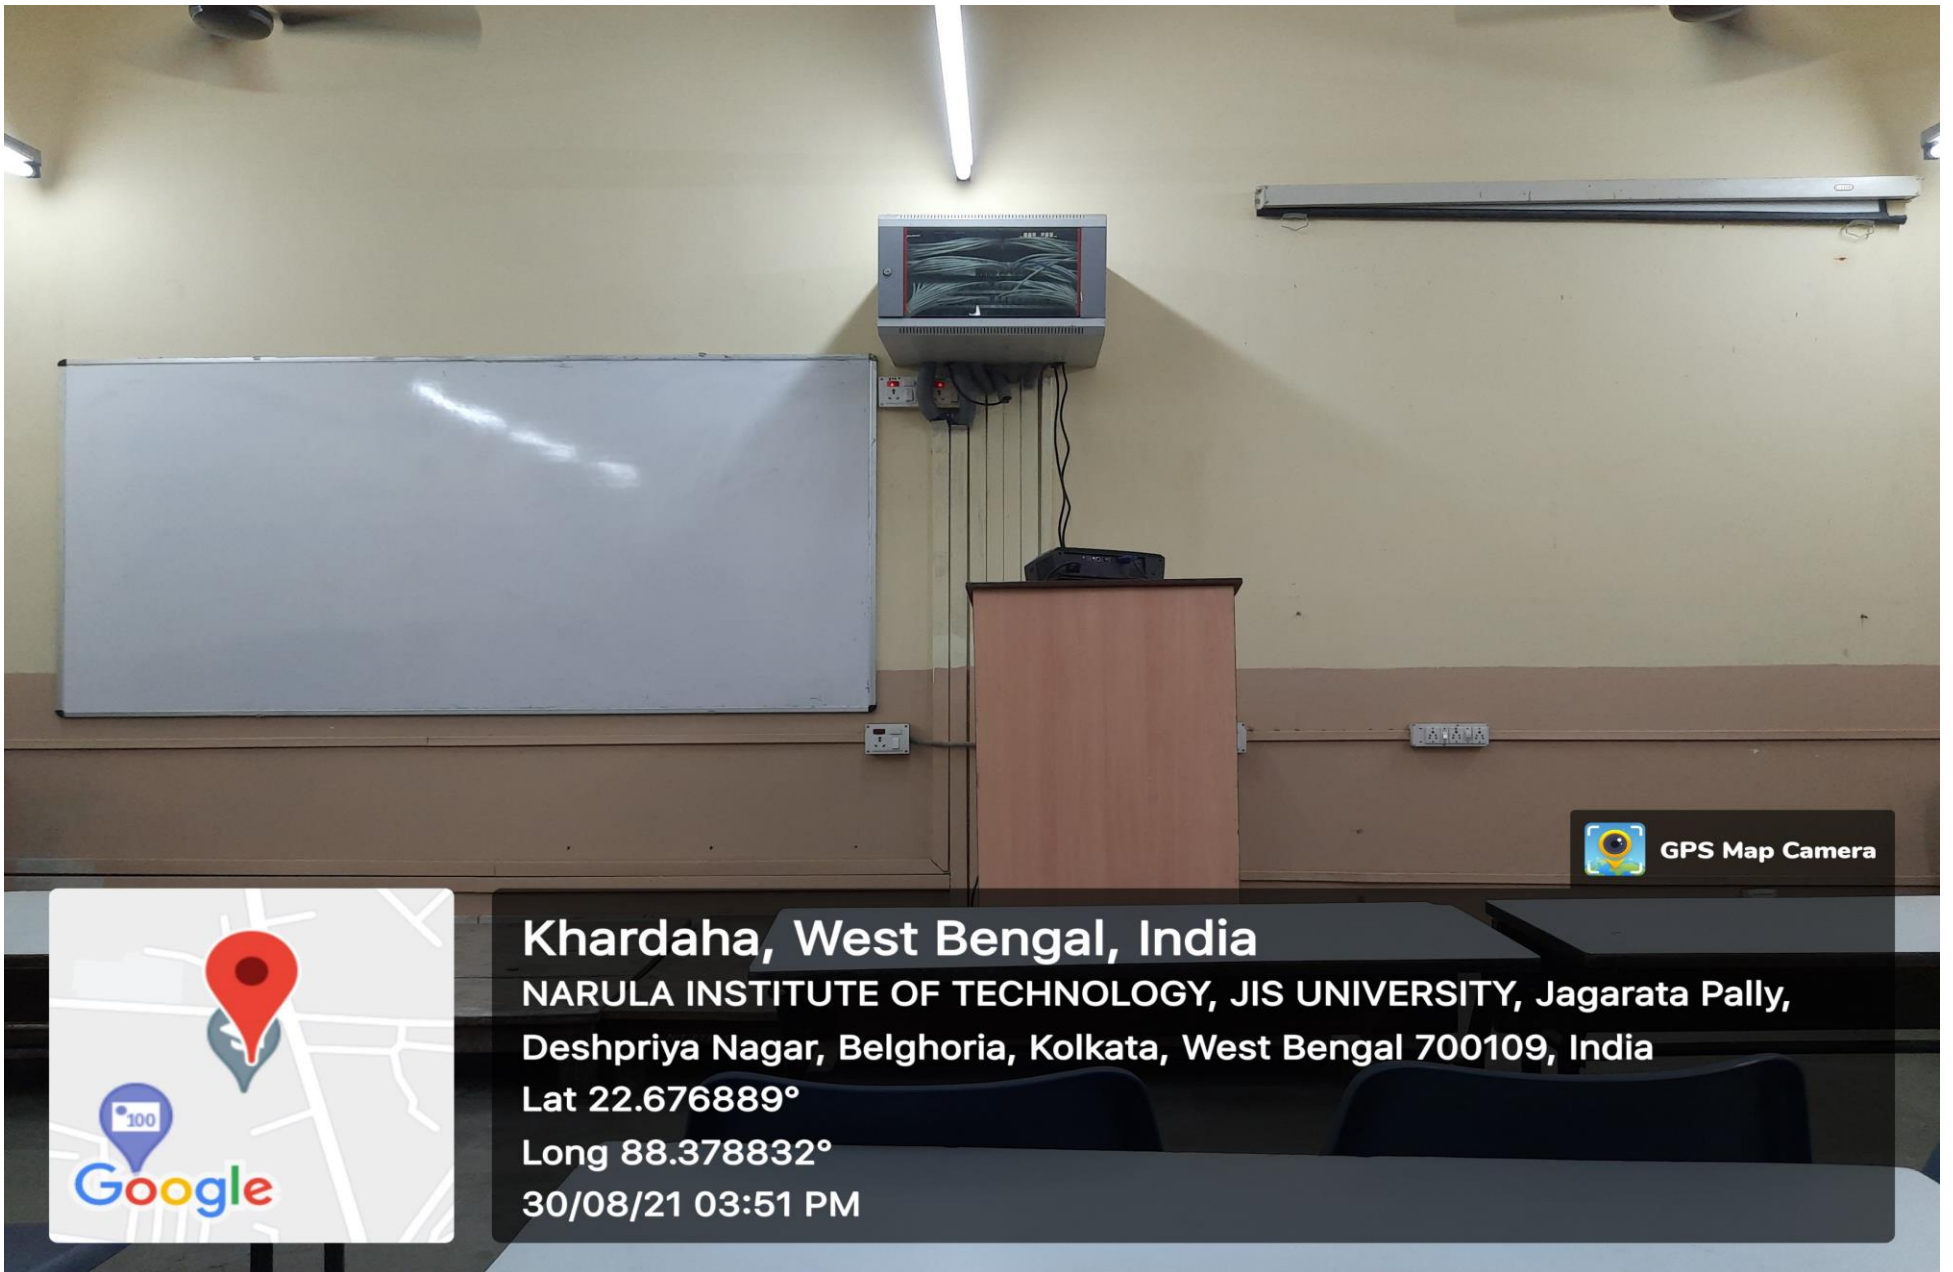 GPS Map Camera
Khardaha, West Bengal, India
NARULA INSTITUTE OF TECHNOLOGY, JIS UNIVERSITY, Jagarata Pally,
Deshpriya Nagar, Belghoria, Kolkata, West Bengal 700109, India
Lat 22.676889°
Long 88.378832°
30/08/21 03:51 PM
100
Google